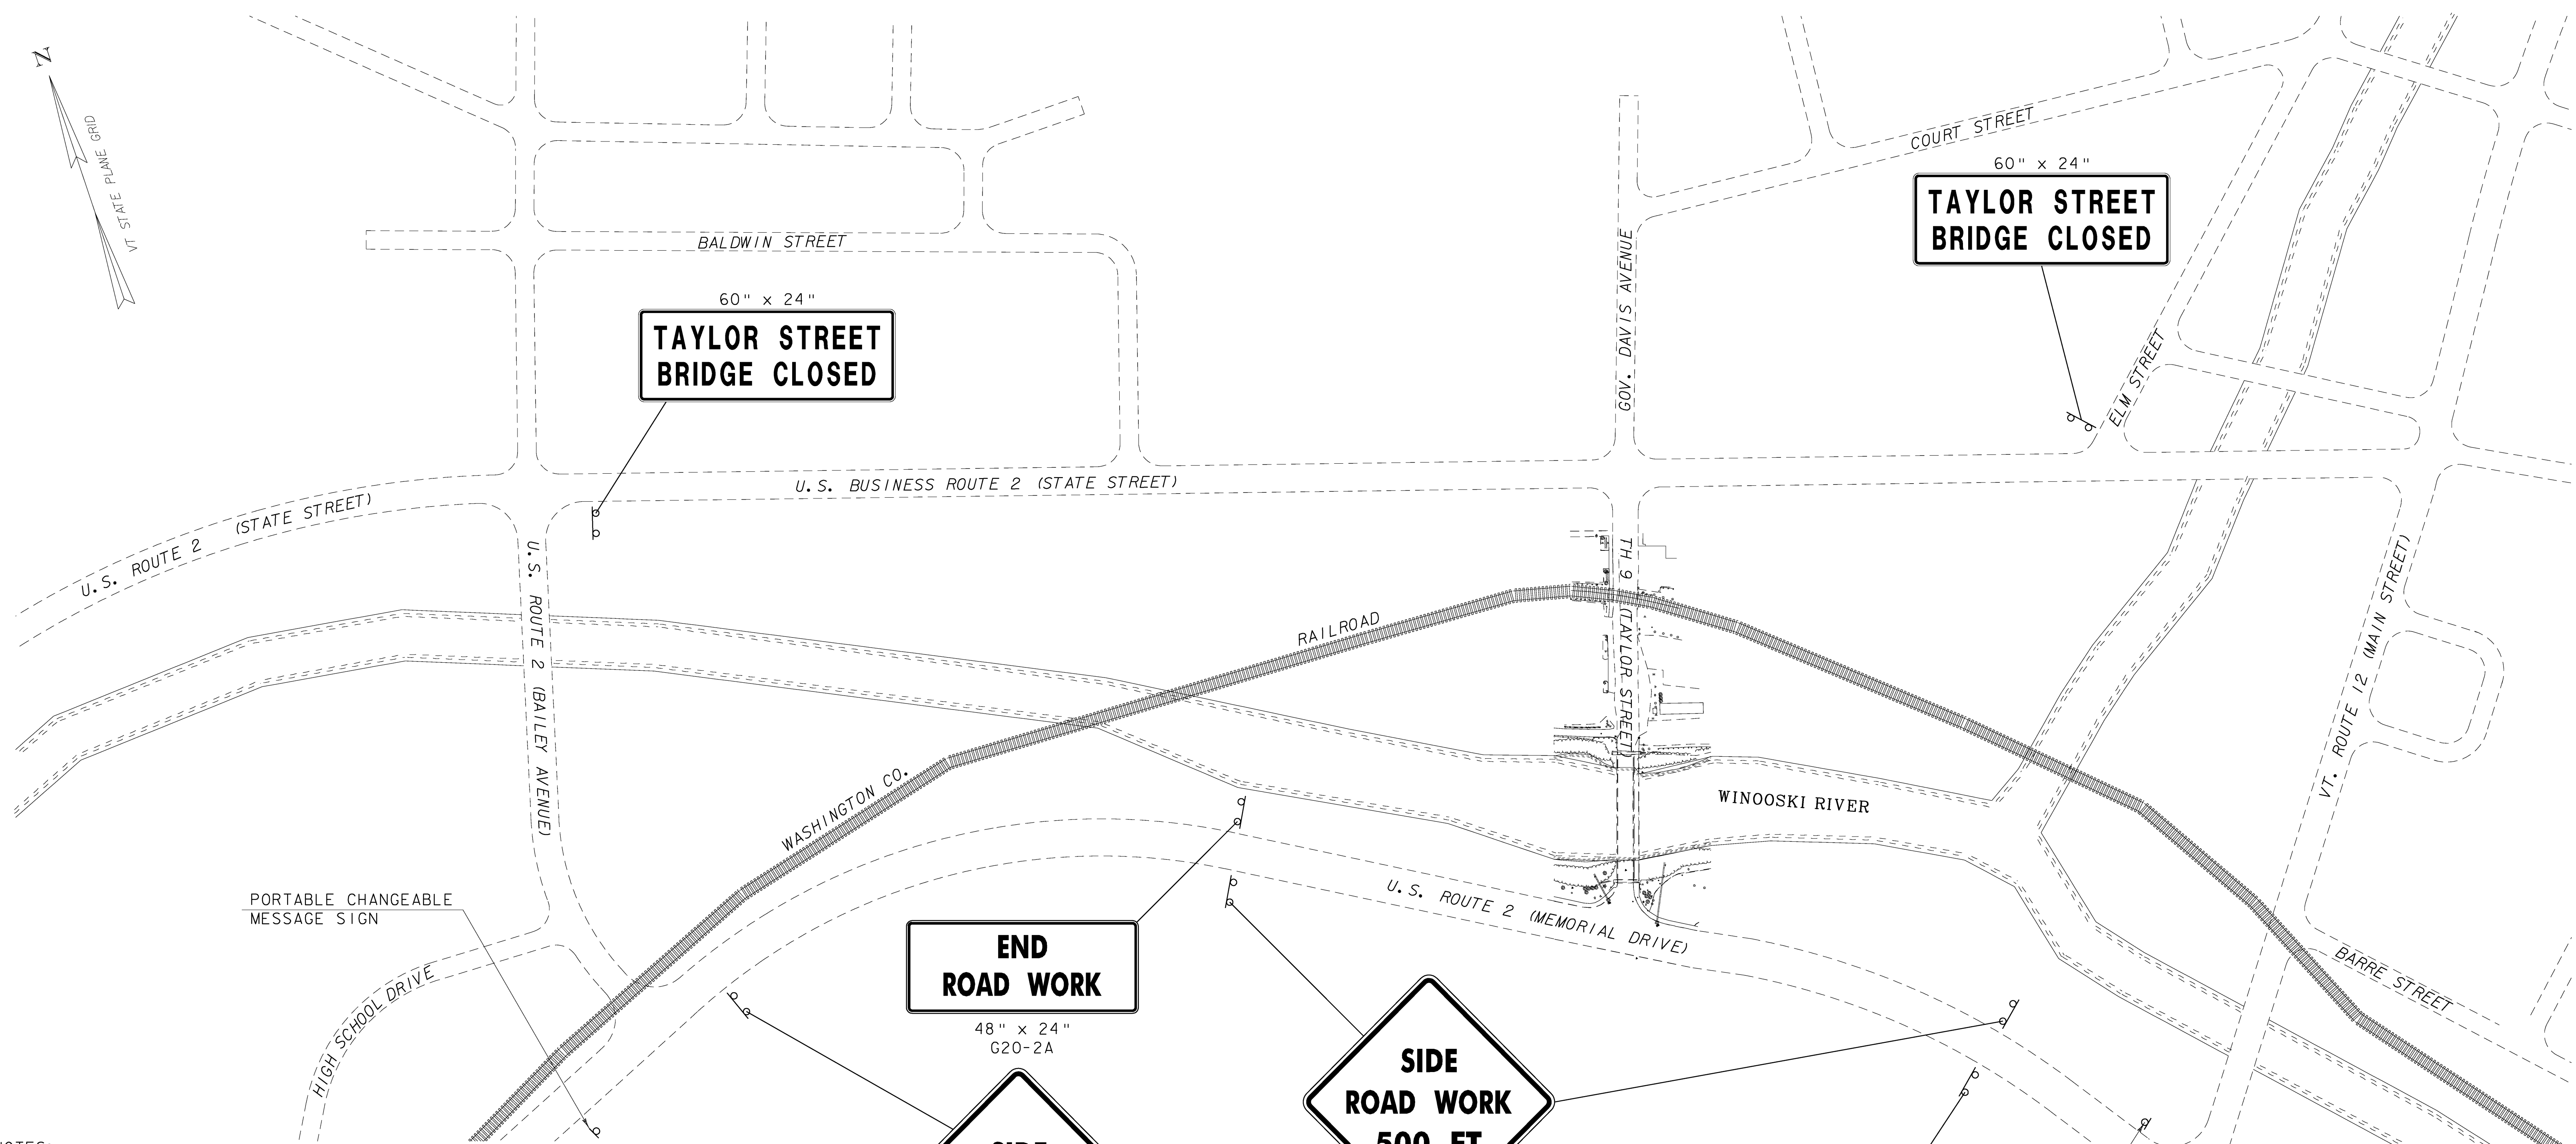 N
VT STATE PLANE GRID
COURT STREET
60" x 24"
TAYLOR STREET
BRIDGE CLOSED
BALDWIN STREET
GOV. DAVIS AVENUE
60" x 24"
TAYLOR STREET
BRIDGE CLOSED
ELM STREET
U.S. BUSINESS ROUTE 2 (STATE STREET)
U.S. ROUTE 2 (STATE STREET)
U.S. ROUTE 2 (BAILEY AVENUE)
TH 9 (TAYLOR STREET)
VT. ROUTE 12 (MAIN STREET)
WASHINGTON CO. RAILROAD
WINOOSKI RIVER
U.S. ROUTE 2 (MEMORIAL DRIVE)
PORTABLE CHANGEABLE
MESSAGE SIGN
HIGH SCHOOL DRIVE
BARRE STREET
END
ROAD WORK
48" x 24"
G20-2A
SIDE
ROAD WORK
500 FT
SIDE